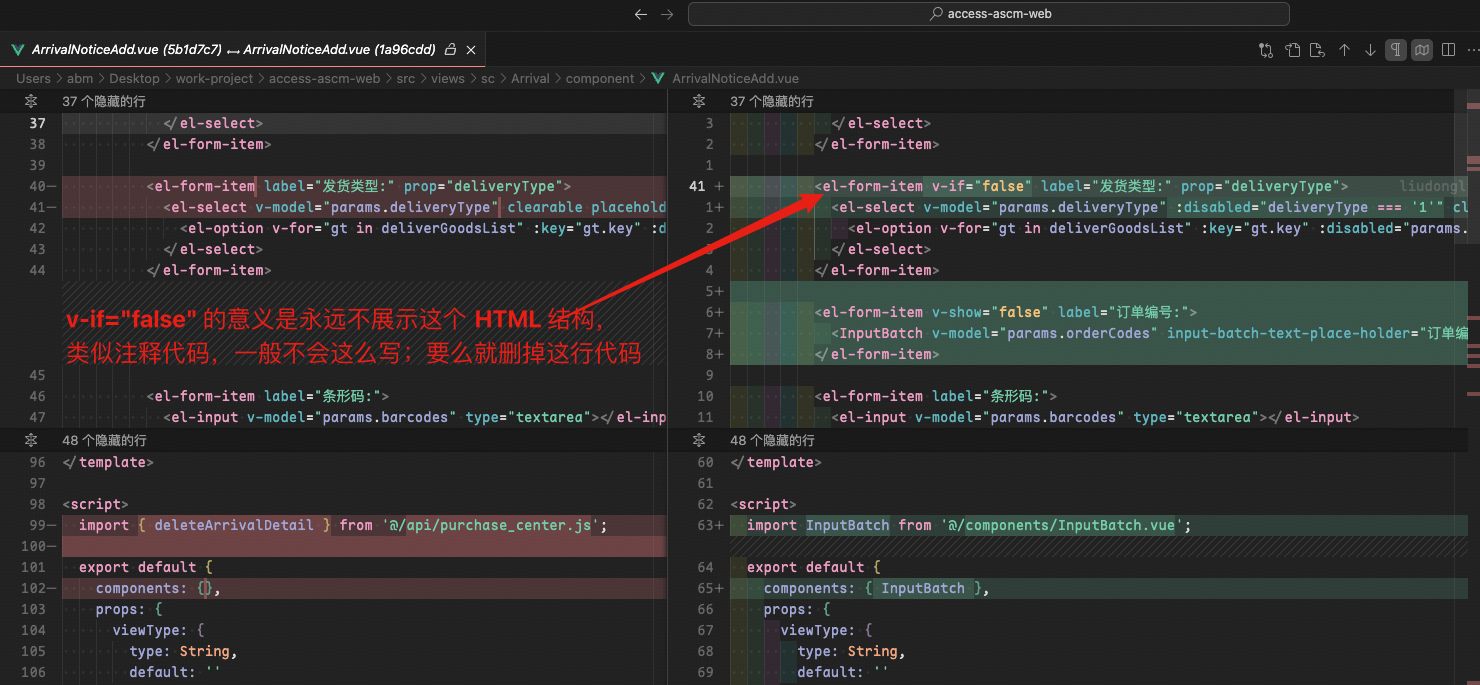 access-ascm-web
ArrivalNoticeAdd.vue (5b1d7c7) ↔ ArrivalNoticeAdd.vue (1a96cdd)
Users > abm > Desktop > work-project > access-ascm-web > src > views > sc > Arrival > component > ArrivalNoticeAdd.vue
37 个隐藏的行
37 </el-select>
38 </el-form-item>
39
40— <el-form-item label="发货类型:" prop="deliveryType">
41— <el-select v-model="params.deliveryType" clearable placehold
42 <el-option v-for="gt in deliverGoodsList" :key="gt.key" :d
43 </el-select>
44 </el-form-item>
v-if="false" 的意义是永远不展示这个 HTML 结构，
类似注释代码，一般不会这么写；要么就删掉这行代码
45
46 <el-form-item label="条形码:">
47 <el-input v-model="params.barcodes" type="textarea"></el-inp
48 个隐藏的行
96 </template>
97
98 <script>
99— import { deleteArrivalDetail } from '@/api/purchase_center.js';
100—
101 export default {
102— components: {},
103 props: {
104 viewType: {
105 type: String,
106 default: ''
37 个隐藏的行
3 </el-select>
2 </el-form-item>
1
41 + <el-form-item v-if="false" label="发货类型:" prop="deliveryType"> liudongl
1+ <el-select v-model="params.deliveryType" :disabled="deliveryType === '1'" cl
2 <el-option v-for="gt in deliverGoodsList" :key="gt.key" :disabled="params.
3 </el-select>
4 </el-form-item>
5+
6+ <el-form-item v-show="false" label="订单编号:">
7+ <InputBatch v-model="params.orderCodes" input-batch-text-place-holder="订单编
8+ </el-form-item>
9
10 <el-form-item label="条形码:">
11 <el-input v-model="params.barcodes" type="textarea"></el-input>
48 个隐藏的行
60 </template>
61
62 <script>
63+ import InputBatch from '@/components/InputBatch.vue';
64 export default {
65+ components: { InputBatch },
66 props: {
67 viewType: {
68 type: String,
69 default: ''